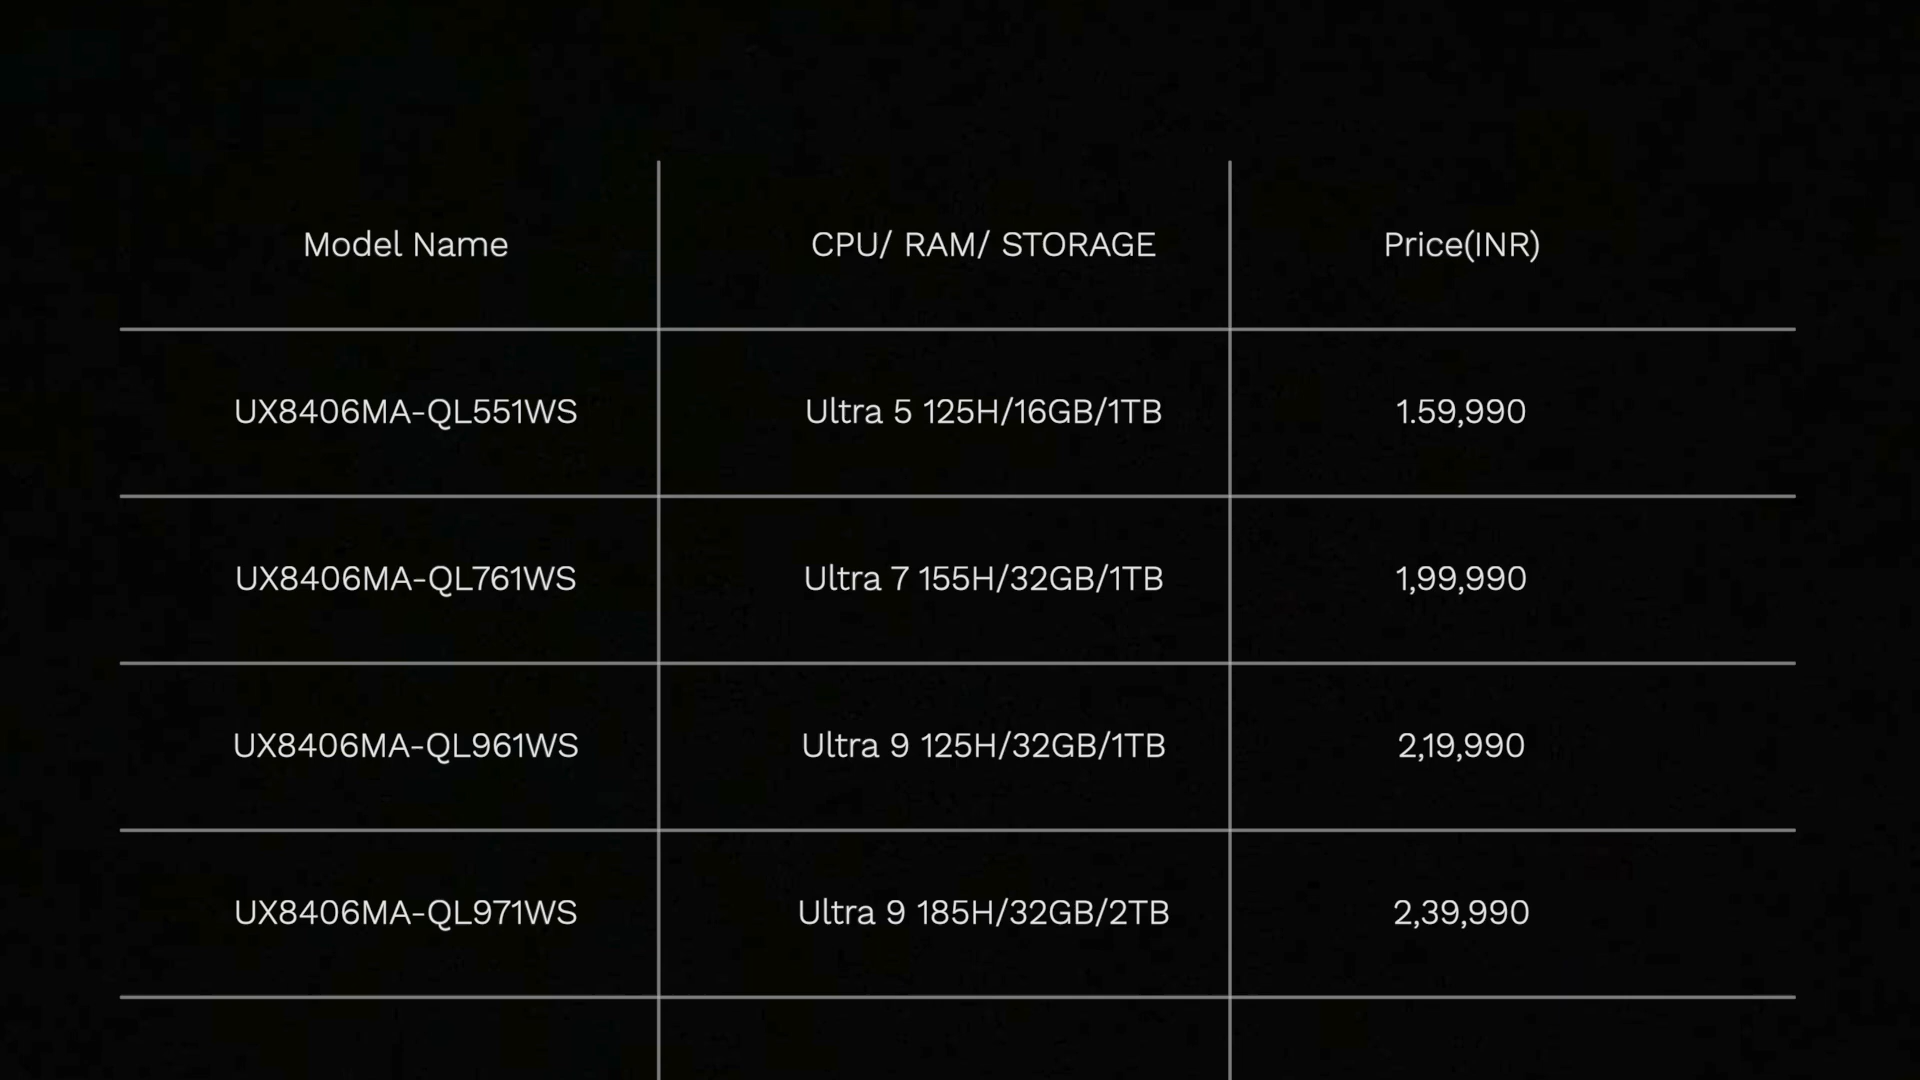 Model Name CPU/ RAM/ STORAGE Price(INR)
UX8406MA-QL551WS Ultra 5 125H/16GB/1TB 1.59,990
UX8406MA-QL761WS Ultra 7 155H/32GB/1TB 1,99,990
UX8406MA-QL961WS Ultra 9 125H/32GB/1TB 2,19,990
UX8406MA-QL971WS Ultra 9 185H/32GB/2TB 2,39,990